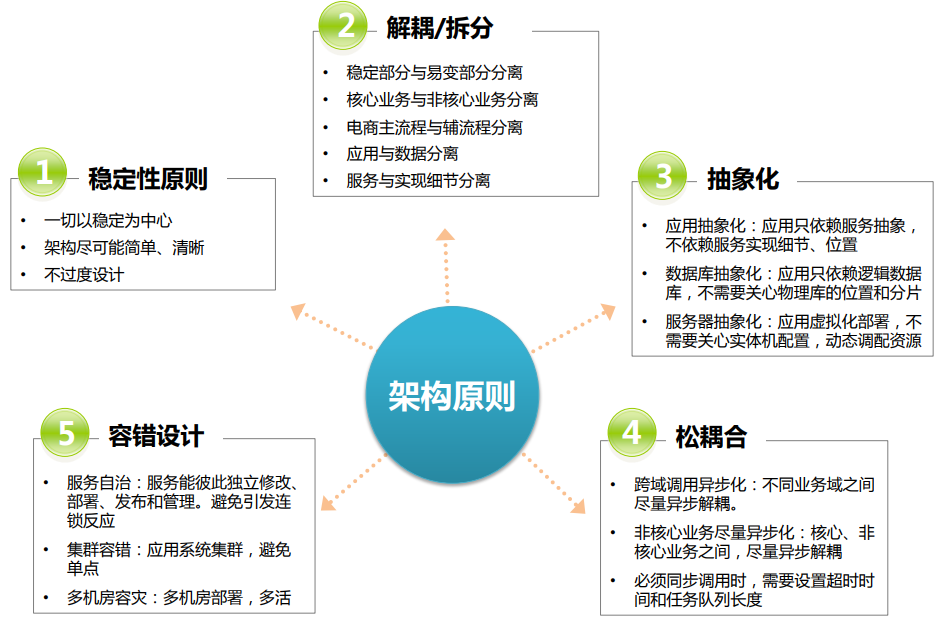 1 稳定性原则
• 一切以稳定为中心
• 架构尽可能简单、清晰
• 不过度设计
2 解耦/拆分
• 稳定部分与易变部分分离
• 核心业务与非核心业务分离
• 电商主流程与辅流程分离
• 应用与数据分离
• 服务与实现细节分离
3 抽象化
• 应用抽象化：应用只依赖服务抽象，
不依赖服务实现细节、位置
• 数据库抽象化：应用只依赖逻辑数据
库，不需要关心物理库的位置和分片
• 服务器抽象化：应用虚拟化部署，不
需要关心实体机配置，动态调配资源
架构原则
4 松耦合
• 跨域调用异步化：不同业务域之间
尽量异步解耦。
• 非核心业务尽量异步化：核心、非
核心业务之间，尽量异步解耦
• 必须同步调用时，需要设置超时时
间和任务队列长度
5 容错设计
• 服务自治：服务能彼此独立修改、
部署、发布和管理。避免引发连
锁反应
• 集群容错：应用系统集群，避免
单点
• 多机房容灾：多机房部署，多活